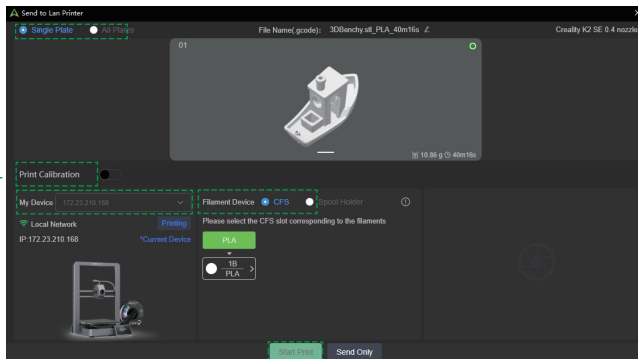 Send to Lan Printer
Single Plate All Plates File Name(.gcode): 3DBenchy.stl_PLA_40m16s Creality K2 SE 0.4 nozzle
01
10.86 g 40m16s
Print Calibration
My Device 172.23.210.168 Filament Device CFS Spool Holder
Local Network Printing Please select the CFS slot corresponding to the filaments
IP:172.23.210.168 *Current Device PLA
1B
PLA
Start Print Send Only